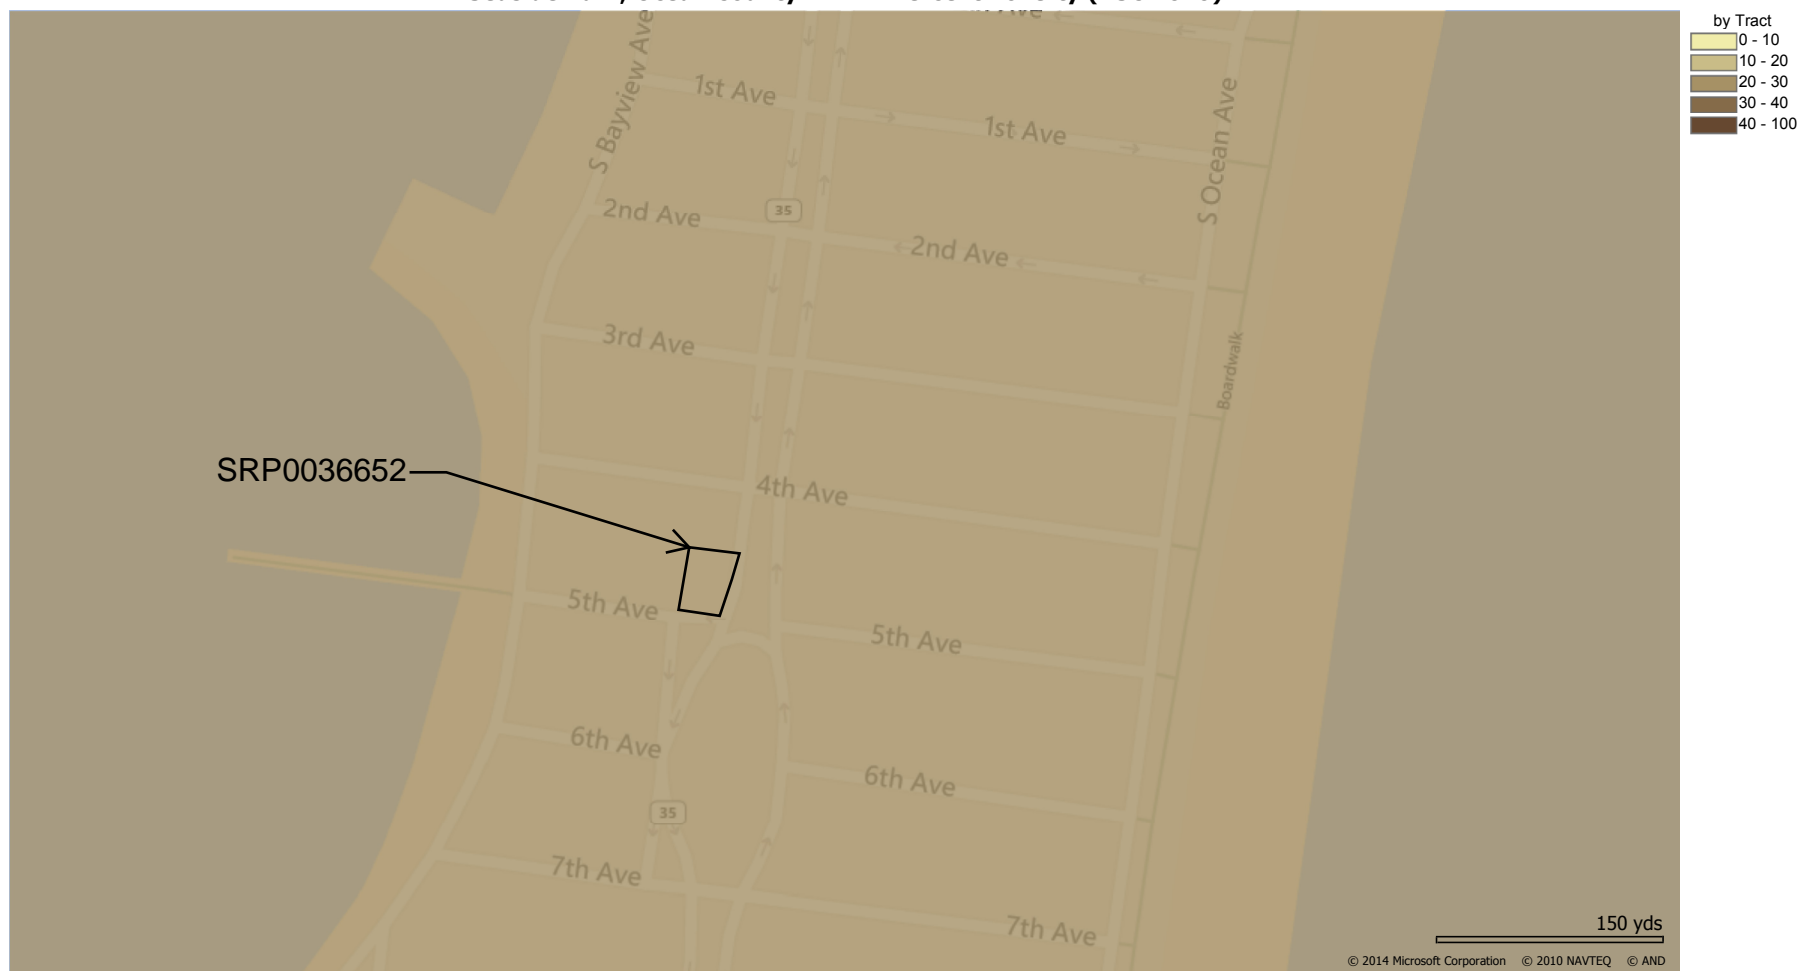 by Tract
0 - 10
10 - 20
20 - 30
30 - 40
40 - 100
S Bayview Ave
1st Ave
1st Ave
S Ocean Ave
35
2nd Ave
2nd Ave
3rd Ave
Boardwalk
SRP0036652
4th Ave
5th Ave
5th Ave
6th Ave
6th Ave
35
7th Ave
7th Ave
150 yds
© 2014 Microsoft Corporation © 2010 NAVTEQ © AND